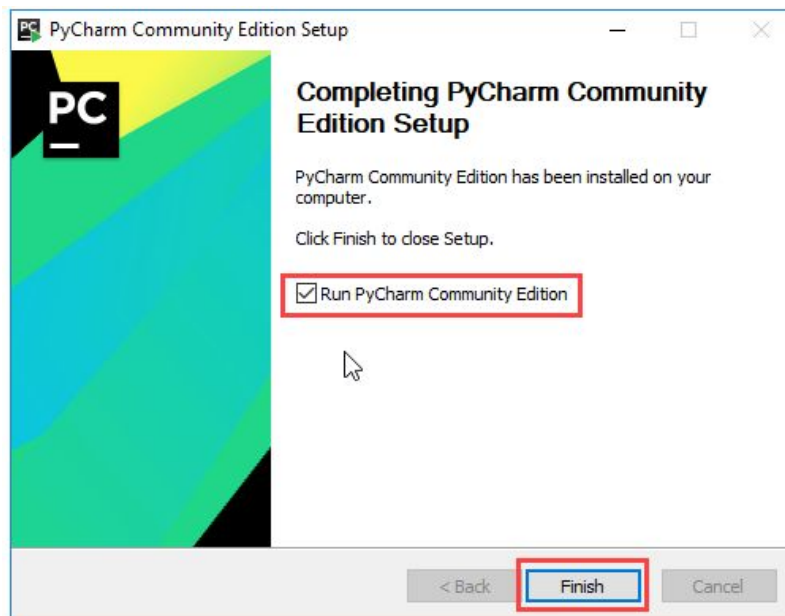 PyCharm Community Edition Setup
PC
Completing PyCharm Community
Edition Setup
PyCharm Community Edition has been installed on your
computer.
Click Finish to close Setup.
Run PyCharm Community Edition
< Back
Finish
Cancel